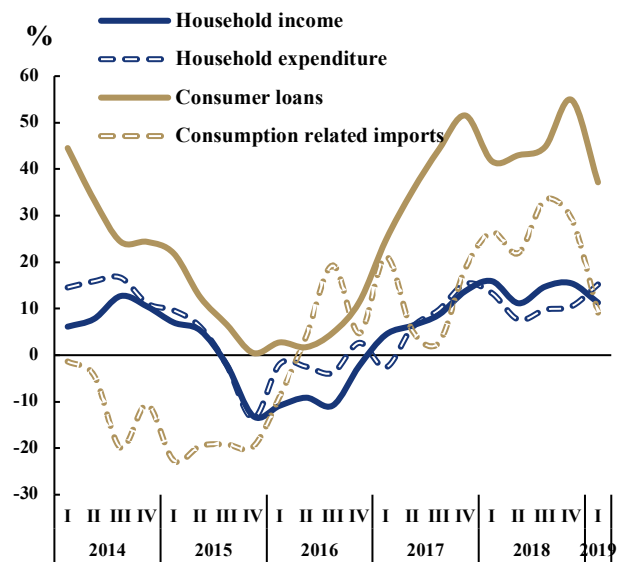 %
Household income
Household expenditure
Consumer loans
Consumption related imports
60
50
40
30
20
10
0
-10
-20
-30
I II III IV I II III IV I II III IV I II III IV I II III IV I
2014 2015 2016 2017 2018 2019